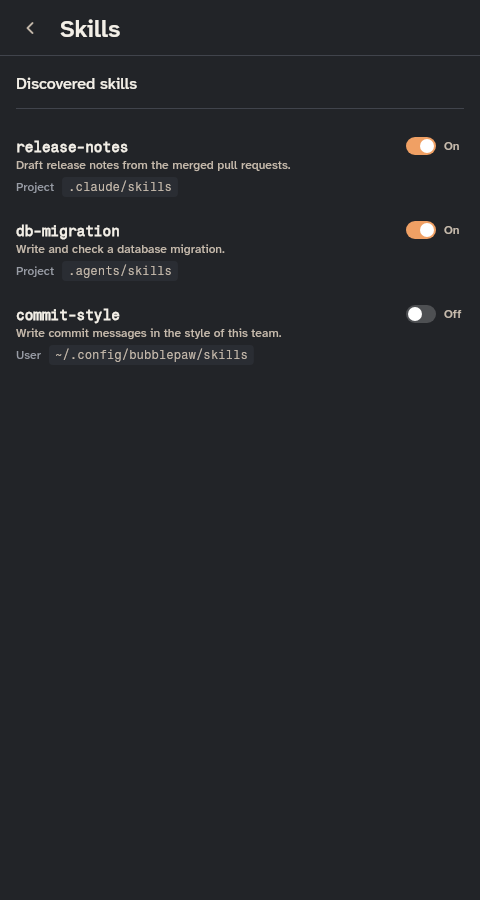 Skills
Discovered skills
release-notes
On
Draft release notes from the merged pull requests.
Project .claude/skills
db-migration
On
Write and check a database migration.
Project .agents/skills
commit-style
Off
Write commit messages in the style of this team.
User ~/.config/bubblepaw/skills